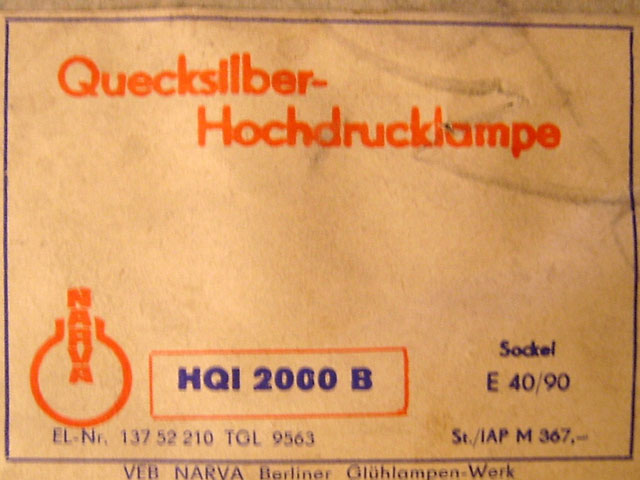 Quecksilber-
Hochdrucklampe
NARVA
HQI 2000 B
Sockel
E 40/90
EL-Nr. 137 52 210 TGL 9563
St./IAP M 367,-
VEB NARVA Berliner Glühlampen-Werk